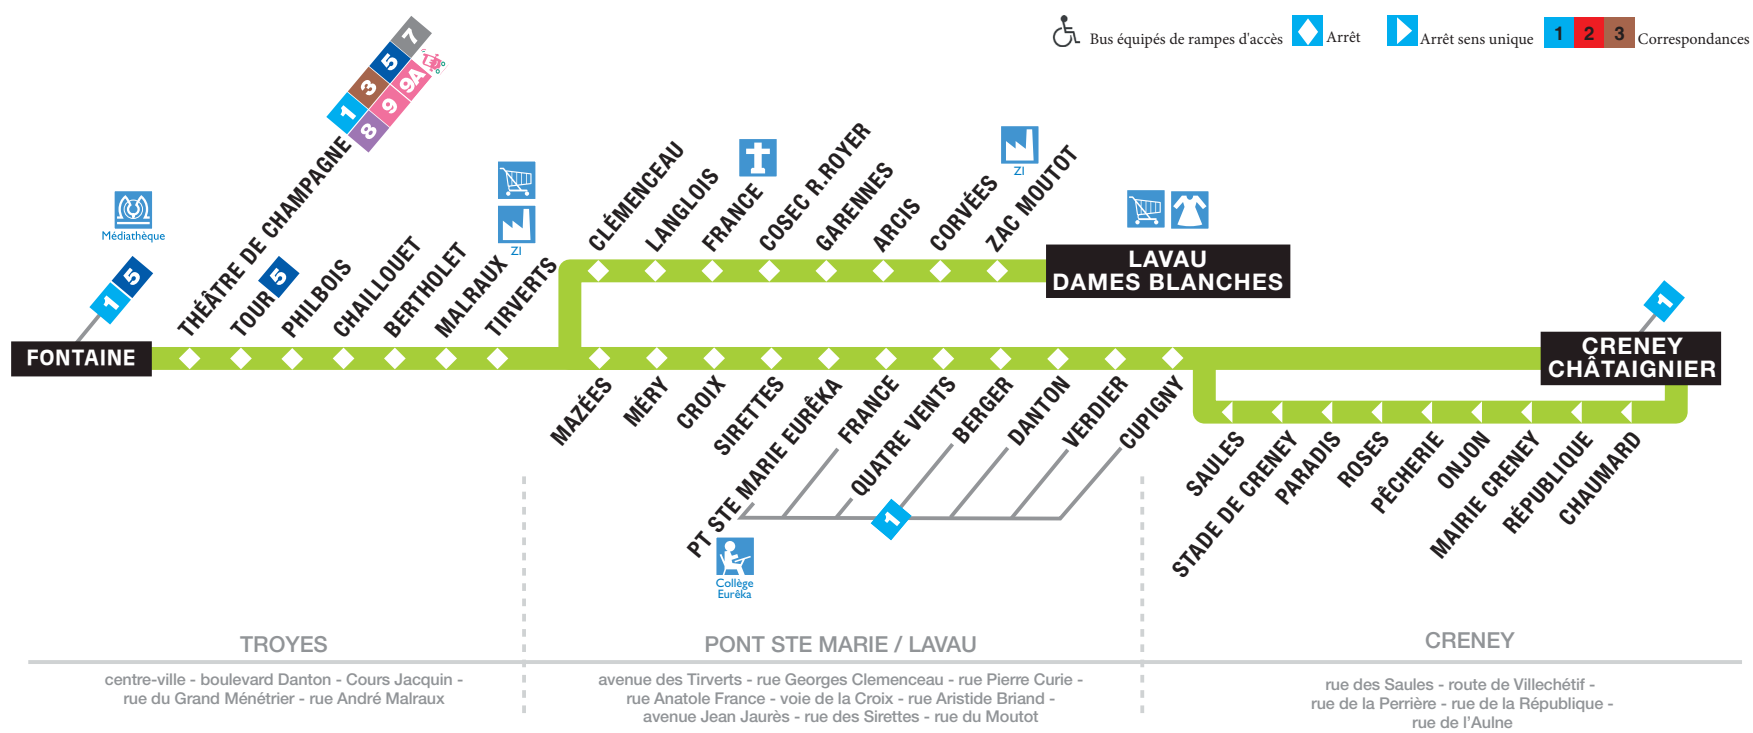 Bus équipés de rampes d'accès
Arrêt
Arrêt sens unique
1 2 3 Correspondances
Médiathèque
1 5
FONTAINE
THÉÂTRE DE CHAMPAGNE
1 3 5 7
8 9 9A
TOUR 5
PHILBOIS
CHAILLOUET
BERTHOLET
MALRAUX
TIRVERTS
ZI
CLÉMENCEAU
LANGLOIS
FRANCE
COSEC R.ROYER
GARENNES
ARCIS
CORVÉES
ZAC MOUTOT
ZI
LAVAU
DAMES BLANCHES
MAZÉES
MÉRY
CROIX
SIRETTES
PT STE MARIE EURÊKA
FRANCE
QUATRE VENTS
BERGER
DANTON
VERDIER
CUPIGNY
1
Collège
Eurêka
1
CRENEY
CHÂTAIGNIER
SAULES
STADE DE CRENEY
PARADIS
ROSES
PÊCHERIE
ONJON
MAIRIE CRENEY
RÉPUBLIQUE
CHAUMARD
TROYES
centre-ville - boulevard Danton - Cours Jacquin -
rue du Grand Ménétrier - rue André Malraux
PONT STE MARIE / LAVAU
avenue des Tirverts - rue Georges Clemenceau - rue Pierre Curie -
rue Anatole France - voie de la Croix - rue Aristide Briand -
avenue Jean Jaurès - rue des Sirettes - rue du Moutot
CRENEY
rue des Saules - route de Villechétif -
rue de la Perrière - rue de la République -
rue de l'Aulne